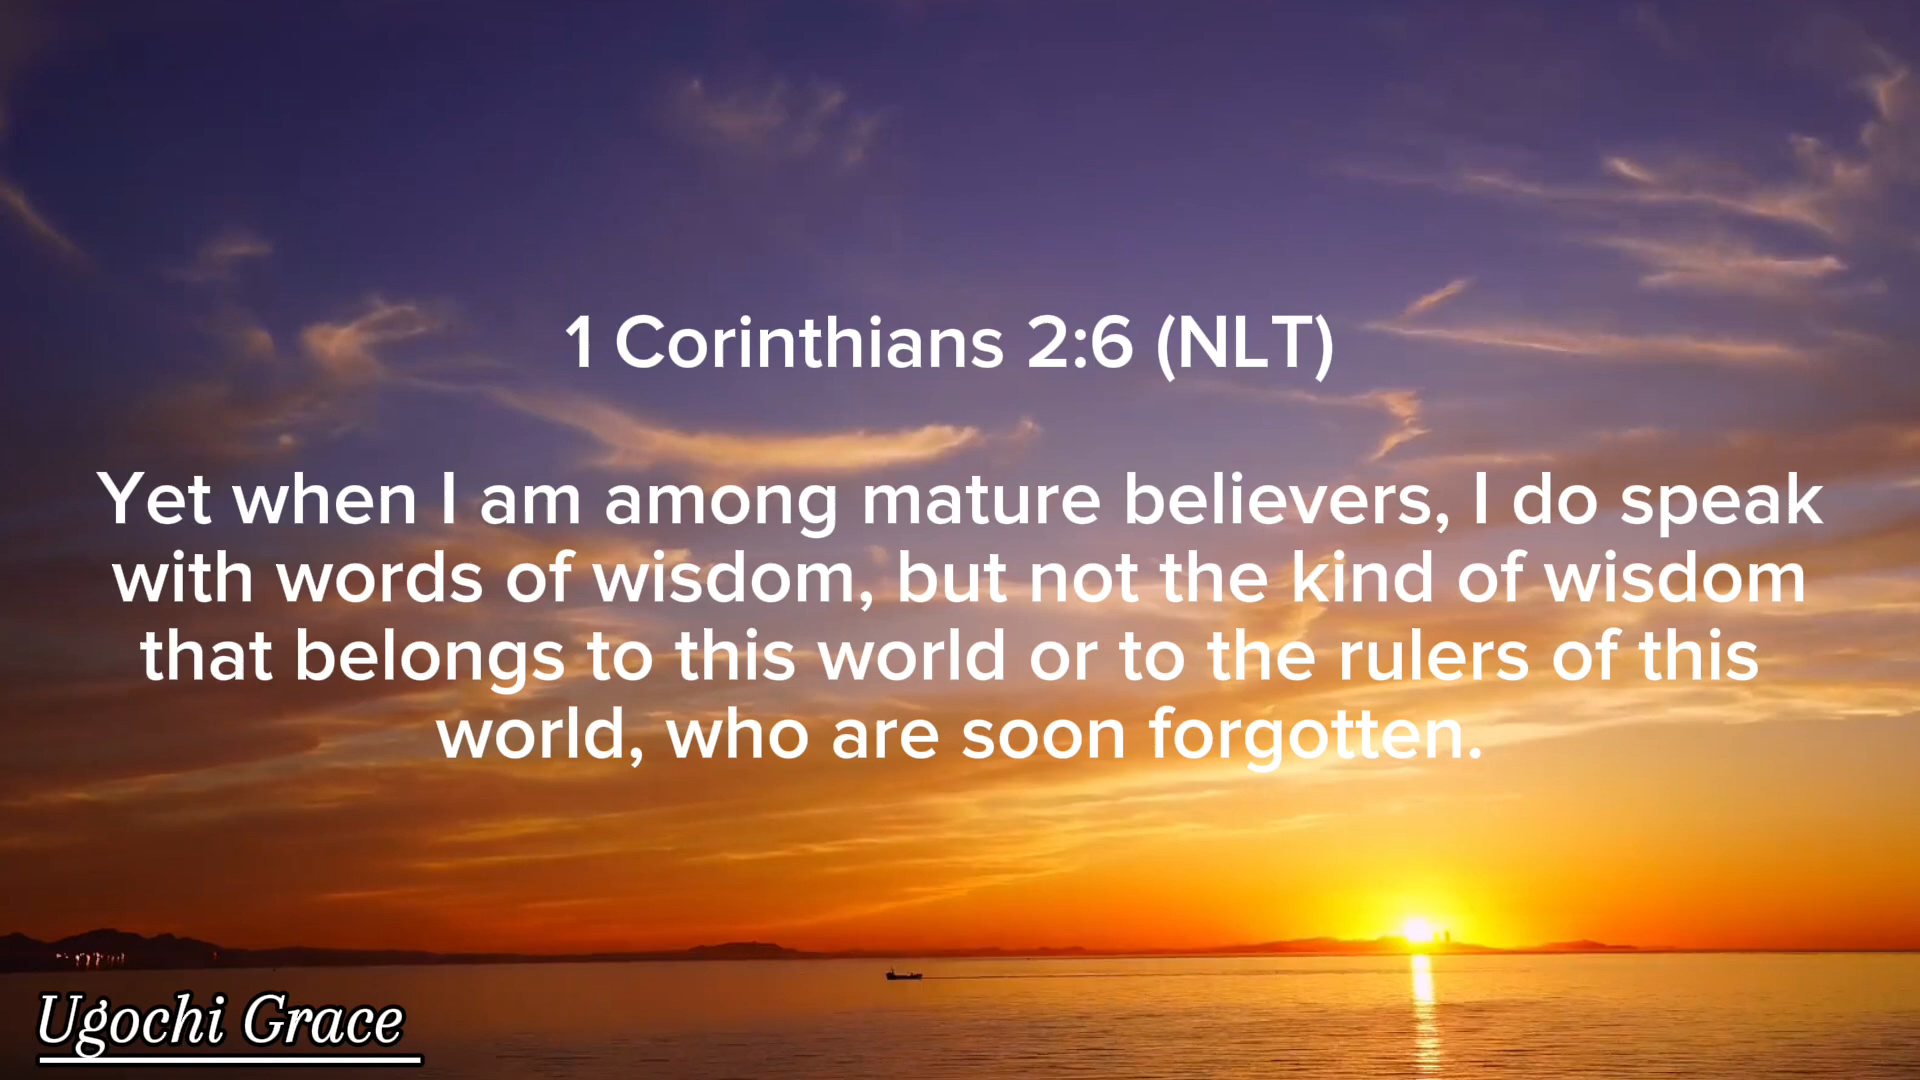 1 Corinthians 2:6 (NLT)
Yet when I am among mature believers, I do speak
with words of wisdom, but not the kind of wisdom
that belongs to this world or to the rulers of this
world, who are soon forgotten.
Ugochi Grace